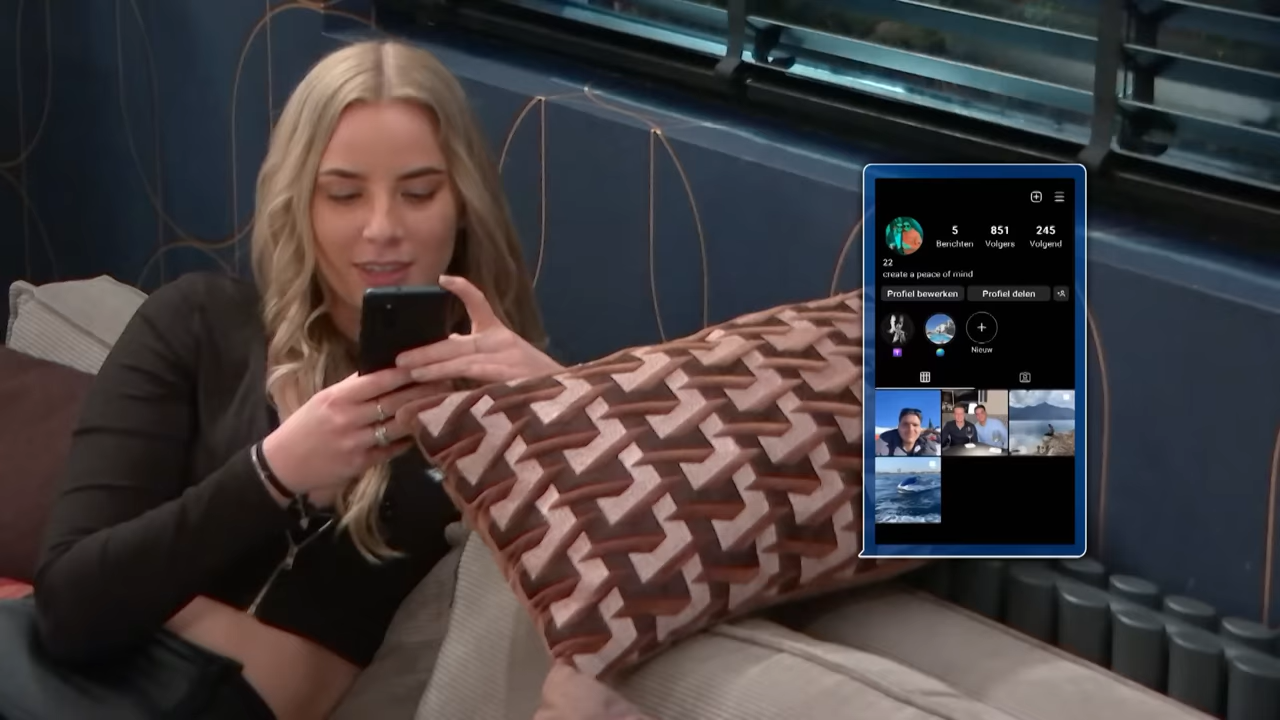 5 851 245
Berichten Volgers Volgend
22
create a peace of mind
Profiel bewerken Profiel delen
Nieuw